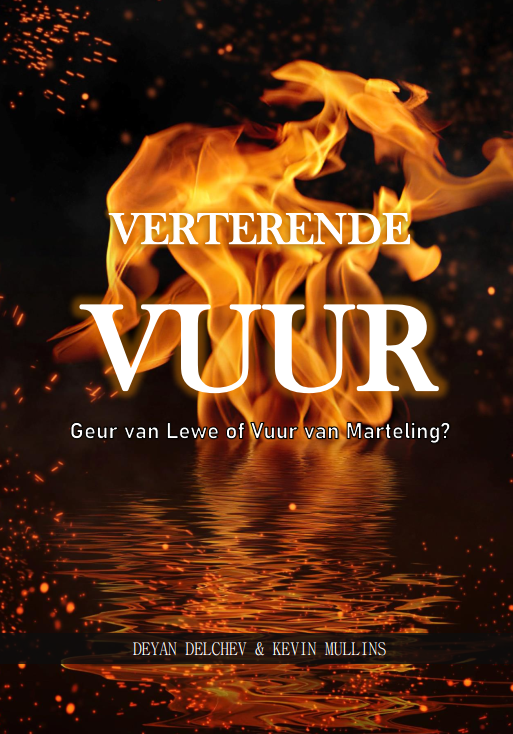 VERTERENDE
VUUR
Geur van Lewe of Vuur van Marteling?
DEYAN DELCHEV & KEVIN MULLINS